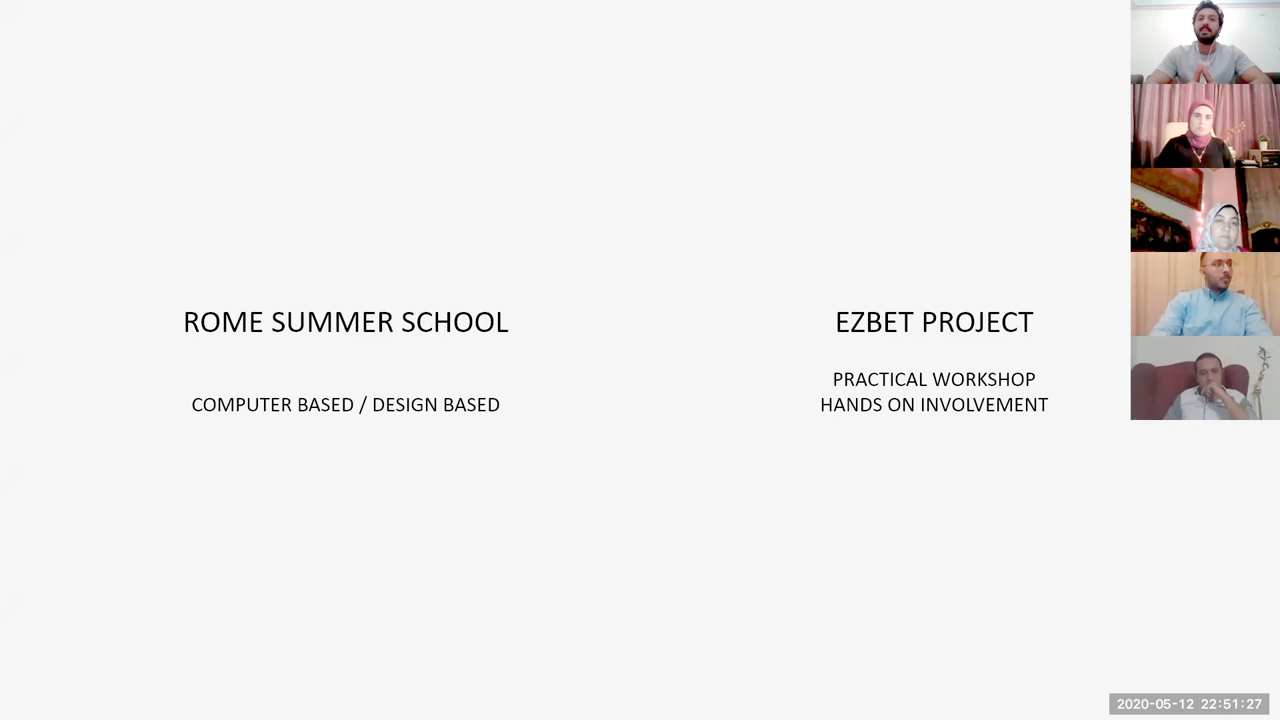 ROME SUMMER SCHOOL
COMPUTER BASED / DESIGN BASED
EZBET PROJECT
PRACTICAL WORKSHOP
HANDS ON INVOLVEMENT
2020-05-12 22:51:27